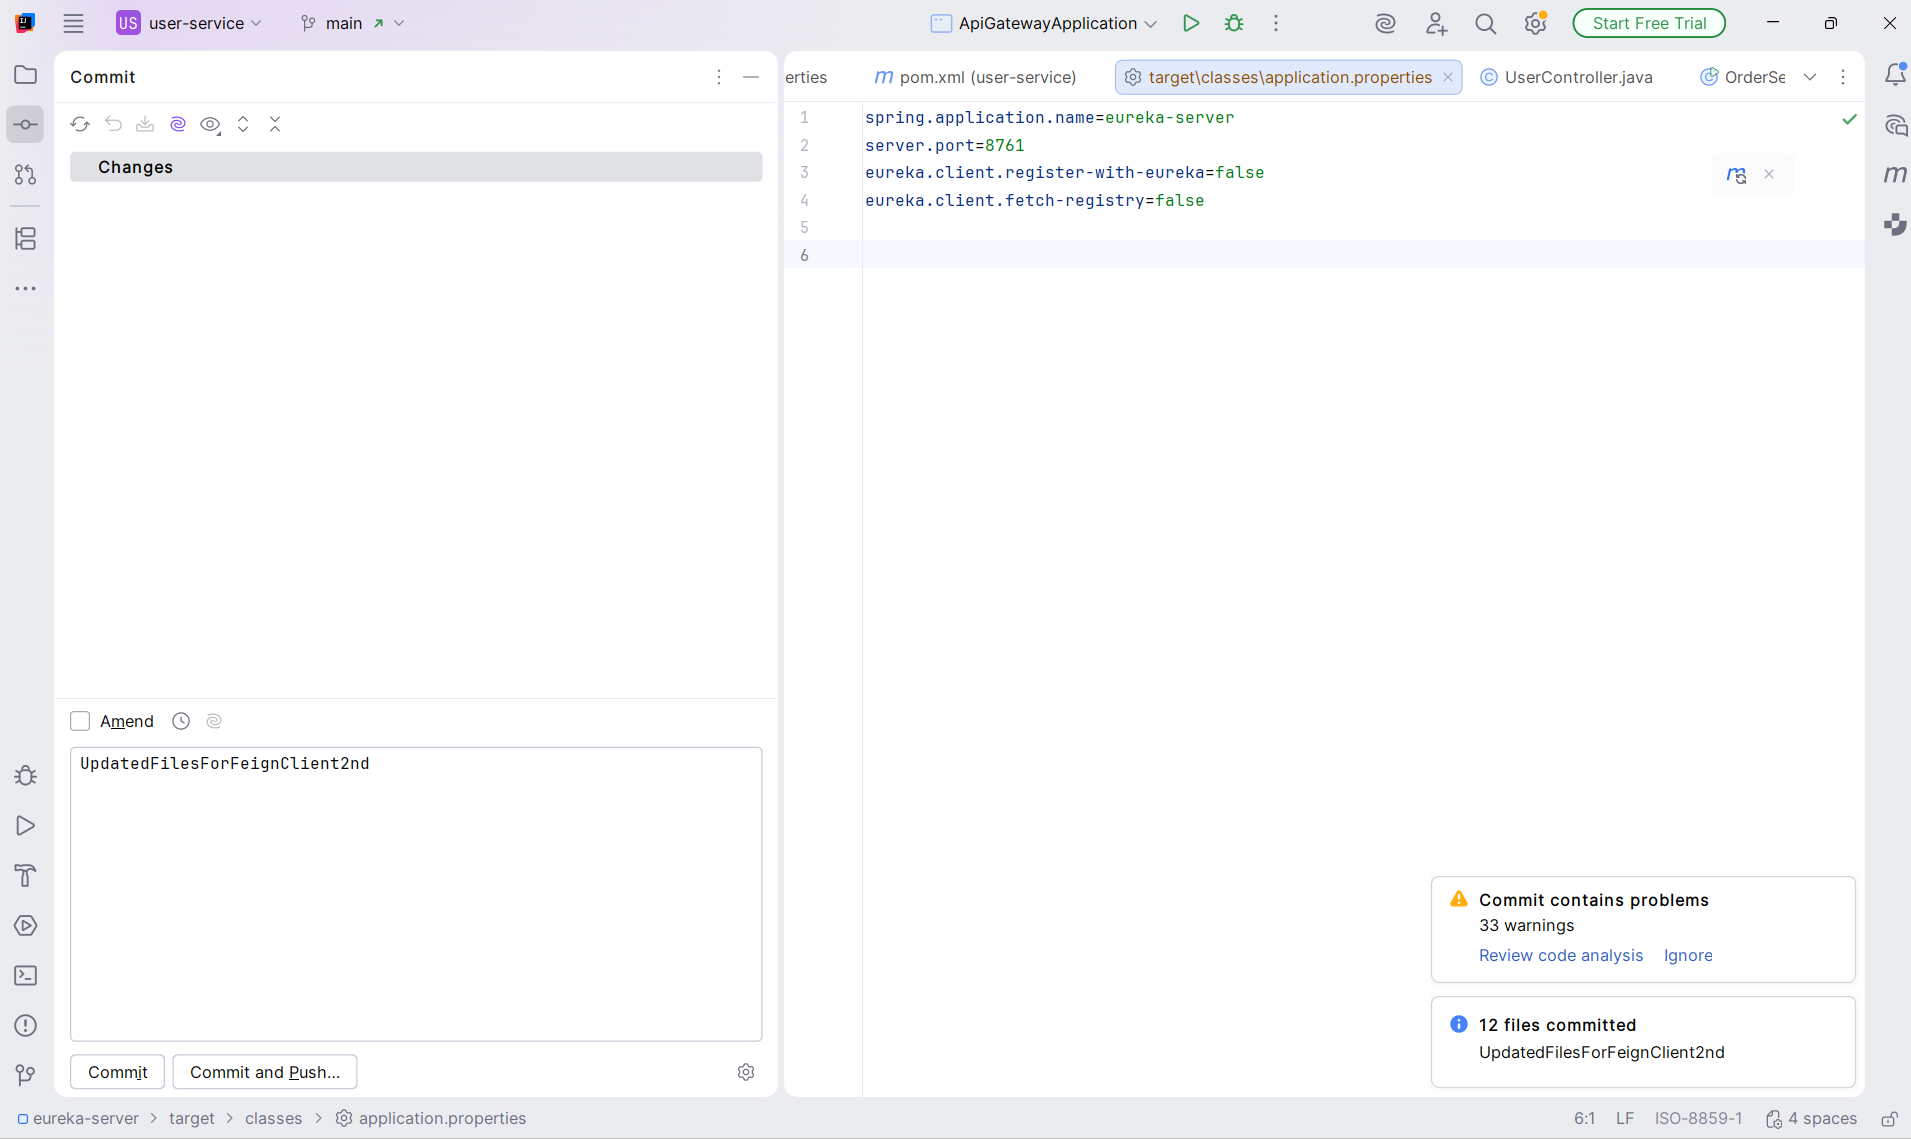 US user-service main ApiGatewayApplication Start Free Trial
Commit
erties pom.xml (user-service) target\classes\application.properties UserController.java OrderSe
Changes
1 spring.application.name=eureka-server
2 server.port=8761
3 eureka.client.register-with-eureka=false
4 eureka.client.fetch-registry=false
5
6
Amend
UpdatedFilesForFeignClient2nd
Commit Commit and Push...
Commit contains problems
33 warnings
Review code analysis Ignore
12 files committed
UpdatedFilesForFeignClient2nd
eureka-server > target > classes > application.properties 6:1 LF ISO-8859-1 4 spaces